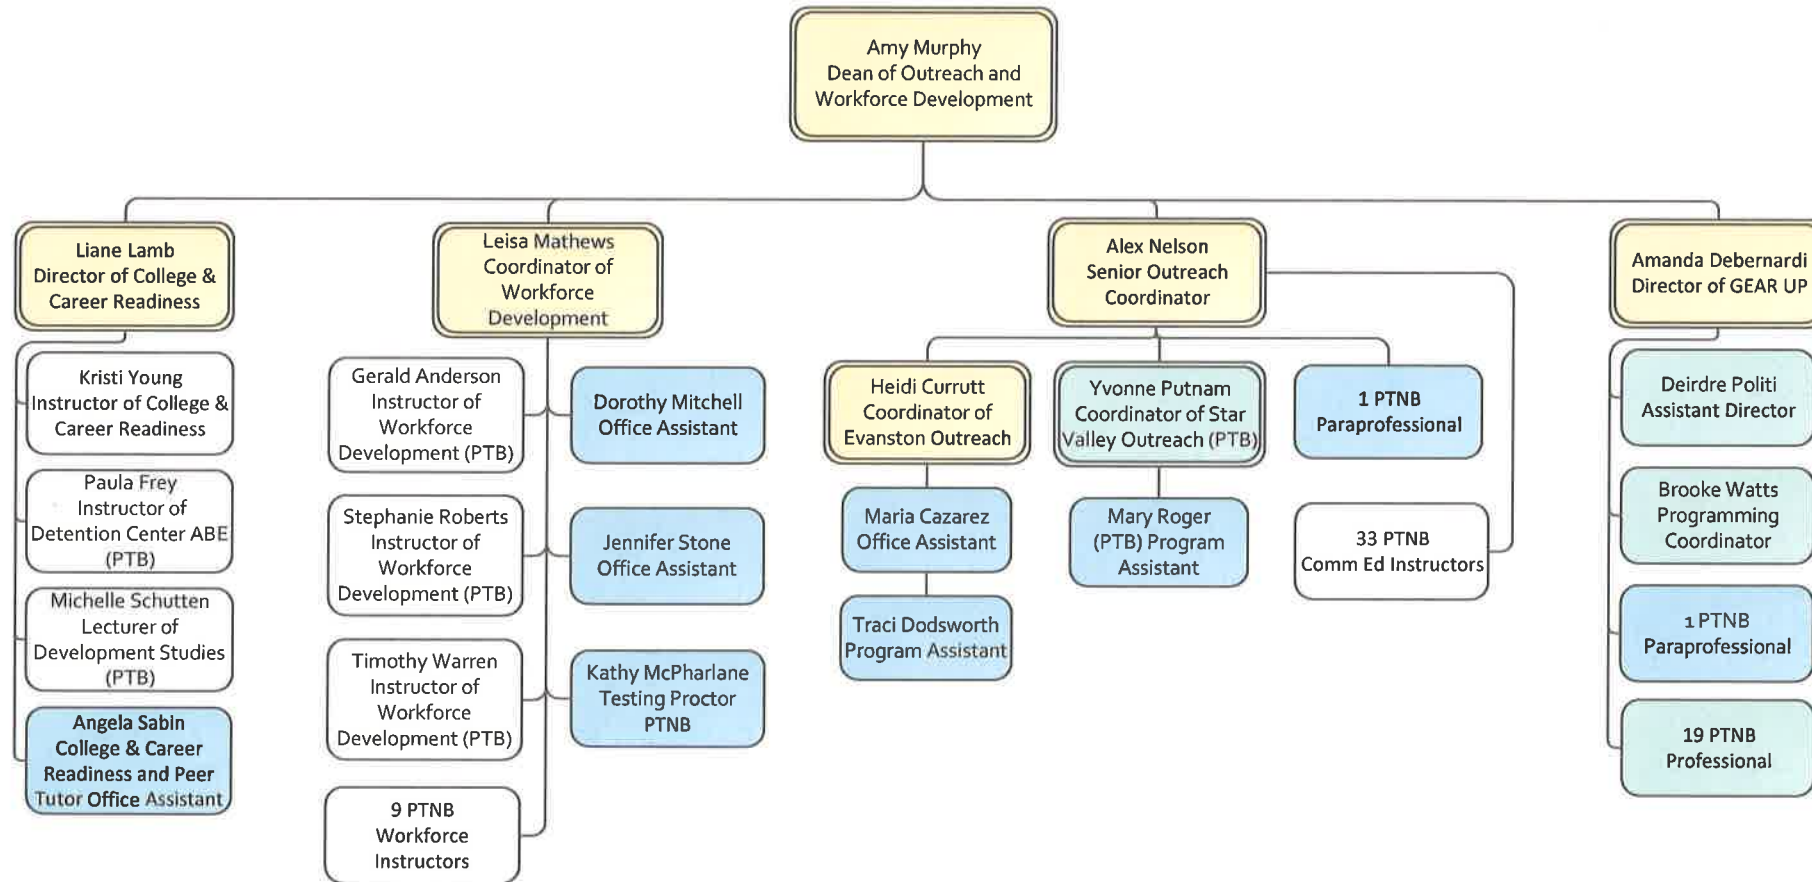 Amy Murphy
Dean of Outreach and
Workforce Development
Liane Lamb
Director of College &
Career Readiness
Kristi Young
Instructor of College &
Career Readiness
Paula Frey
Instructor of
Detention Center ABE
(PTB)
Michelle Schutten
Lecturer of
Development Studies
(PTB)
Angela Sabin
College & Career
Readiness and Peer
Tutor Office Assistant
Leisa Mathews
Coordinator of
Workforce
Development
Gerald Anderson
Instructor of
Workforce
Development (PTB)
Stephanie Roberts
Instructor of
Workforce
Development (PTB)
Timothy Warren
Instructor of
Workforce
Development (PTB)
9 PTNB
Workforce
Instructors
Dorothy Mitchell
Office Assistant
Jennifer Stone
Office Assistant
Kathy McPharlane
Testing Proctor
PTNB
Alex Nelson
Senior Outreach
Coordinator
Heidi Currutt
Coordinator of
Evanston Outreach
Maria Cazarez
Office Assistant
Traci Dodsworth
Program Assistant
Yvonne Putnam
Coordinator of Star
Valley Outreach (PTB)
Mary Roger
(PTB) Program
Assistant
1 PTNB
Paraprofessional
33 PTNB
Comm Ed Instructors
Amanda Debernardi
Director of GEAR UP
Deirdre Politi
Assistant Director
Brooke Watts
Programming
Coordinator
1 PTNB
Paraprofessional
19 PTNB
Professional